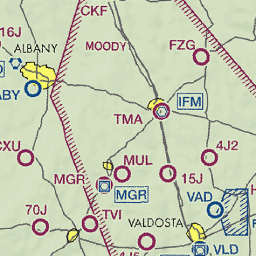 CKF
16J
ALBANY
MOODY
FZG
ABY
TMA
IFM
CXU
4J2
MUL
MGR
15J
MGR
VAD
70J
TVI
VALDOSTA
VLD